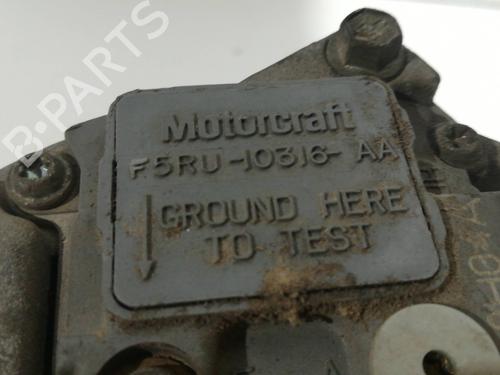 Motorcraft
F5RU-10316-AA
GROUND HERE
TO TEST
B-PARTS